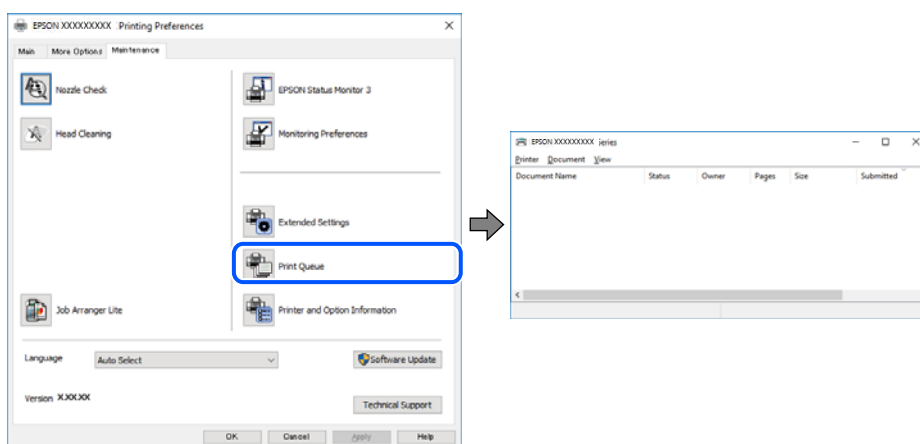 EPSON XXXXXXXXX Printing Preferences
Main More Options Maintenance
Nozzle Check
EPSON Status Monitor 3
Head Cleaning
Monitoring Preferences
Extended Settings
Print Queue
Job Arranger Lite
Printer and Option Information
Language Auto Select Software Update
Version X.XX.XX
Technical Support
OK Cancel Apply Help
EPSON XXXXXXXXX ieries
Printer Document View
Document Name Status Owner Pages Size Submitted